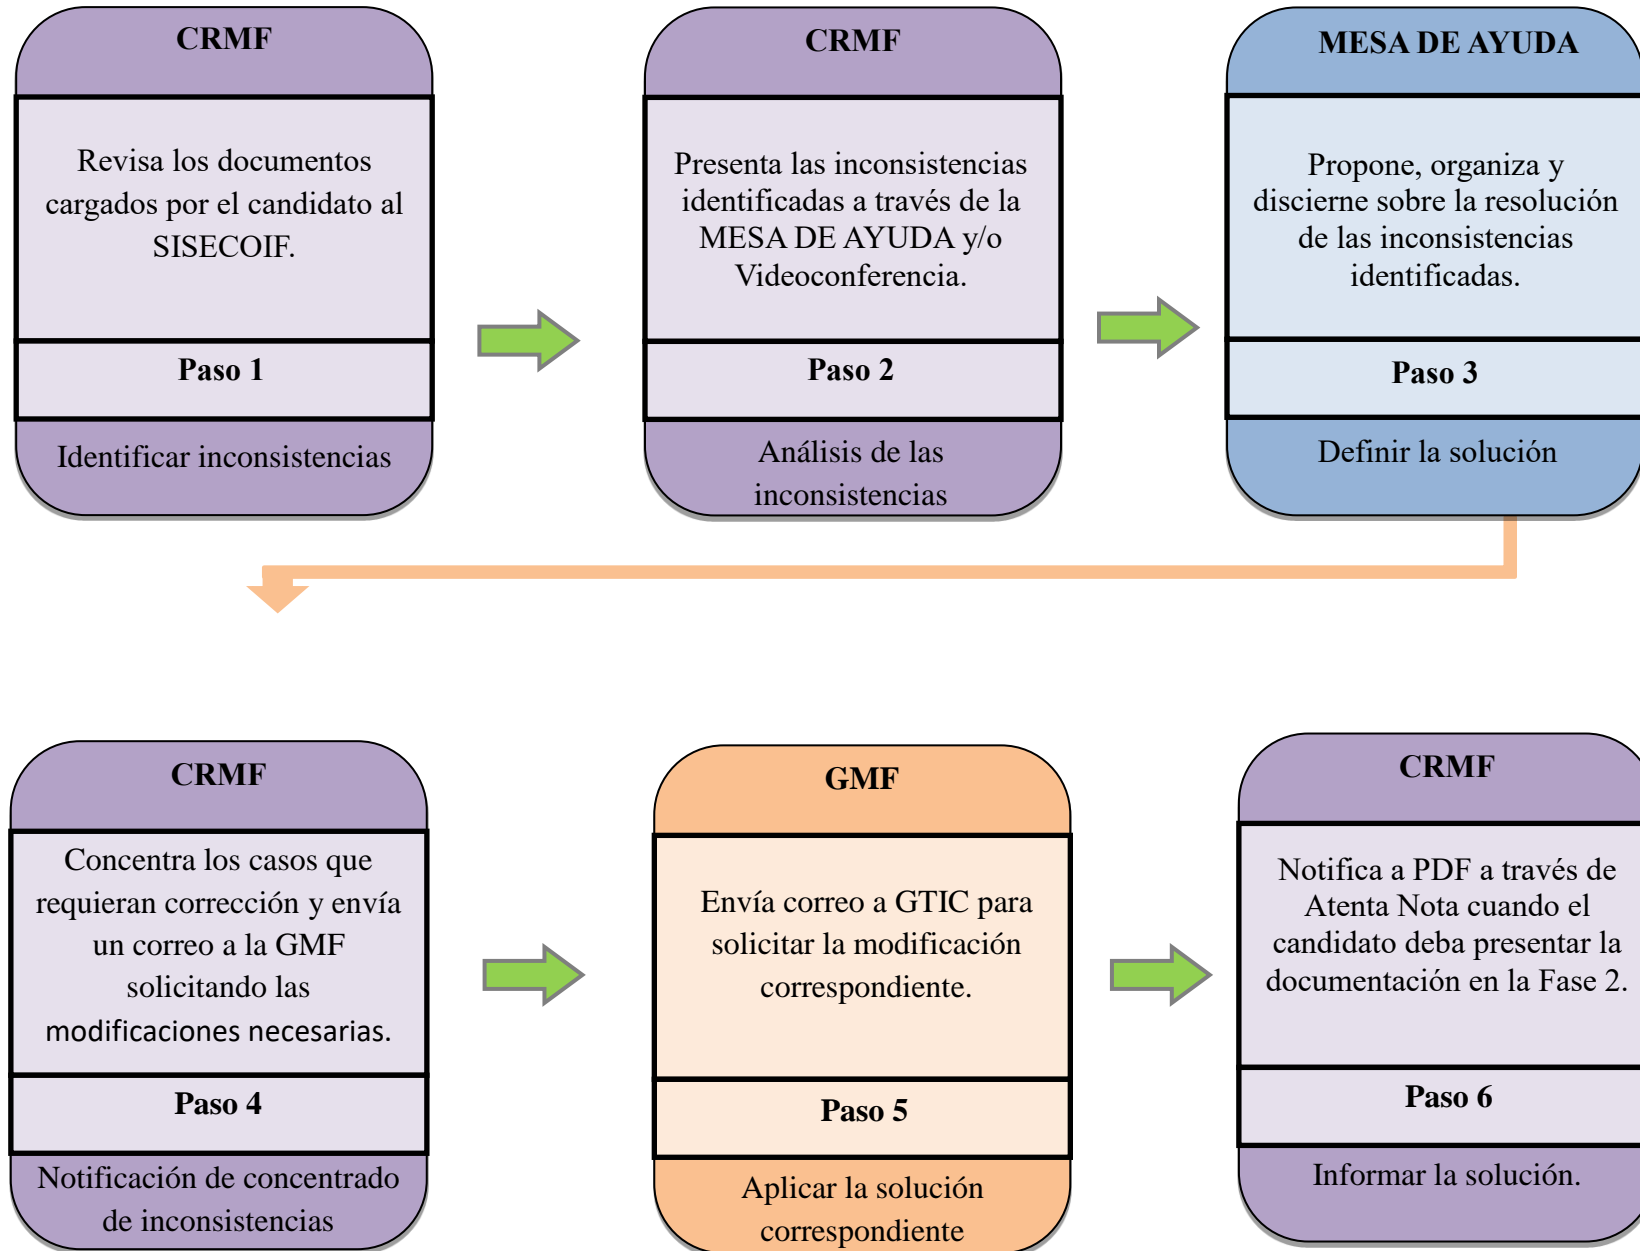 CRMF
Revisa los documentos
cargados por el candidato al
SISECOIF.
Paso 1
Identificar inconsistencias
CRMF
Presenta las inconsistencias
identificadas a través de la
MESA DE AYUDA y/o
Videoconferencia.
Paso 2
Análisis de las
inconsistencias
MESA DE AYUDA
Propone, organiza y
discierne sobre la resolución
de las inconsistencias
identificadas.
Paso 3
Definir la solución
CRMF
Concentra los casos que
requieran corrección y envía
un correo a la GMF
solicitando las
modificaciones necesarias.
Paso 4
Notificación de concentrado
de inconsistencias
GMF
Envía correo a GTIC para
solicitar la modificación
correspondiente.
Paso 5
Aplicar la solución
correspondiente
CRMF
Notifica a PDF a través de
Atenta Nota cuando el
candidato deba presentar la
documentación en la Fase 2.
Paso 6
Informar la solución.